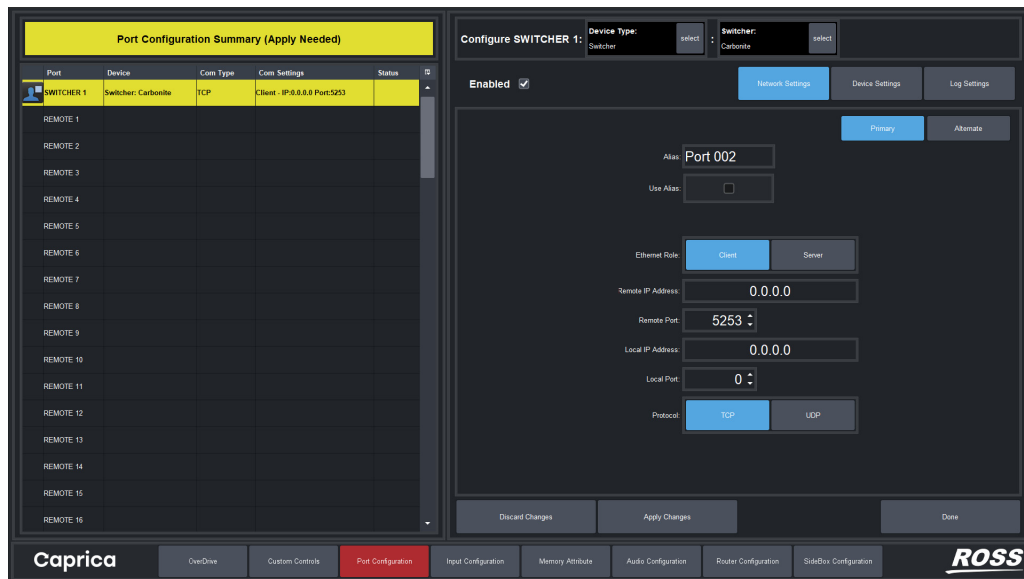 Port Configuration Summary (Apply Needed)
Port Device Com Type Com Settings Status
SWITCHER 1 Switcher: Carbonite TCP Client - IP:0.0.0.0 Port:5253
REMOTE 1
REMOTE 2
REMOTE 3
REMOTE 4
REMOTE 5
REMOTE 6
REMOTE 7
REMOTE 8
REMOTE 9
REMOTE 10
REMOTE 11
REMOTE 12
REMOTE 13
REMOTE 14
REMOTE 15
REMOTE 16
Configure SWITCHER 1: Device Type: Switcher select : Switcher: Carbonite select
Enabled Network Settings Device Settings Log Settings
Primary Alternate
Alias: Port 002
Use Alias:
Ethernet Role: Client Server
Remote IP Address: 0.0.0.0
Remote Port: 5253
Local IP Address: 0.0.0.0
Local Port: 0
Protocol: TCP UDP
Discard Changes Apply Changes Done
Caprica OverDrive Custom Controls Port Configuration Input Configuration Memory Attribute Audio Configuration Router Configuration SideBox Configuration ROSS